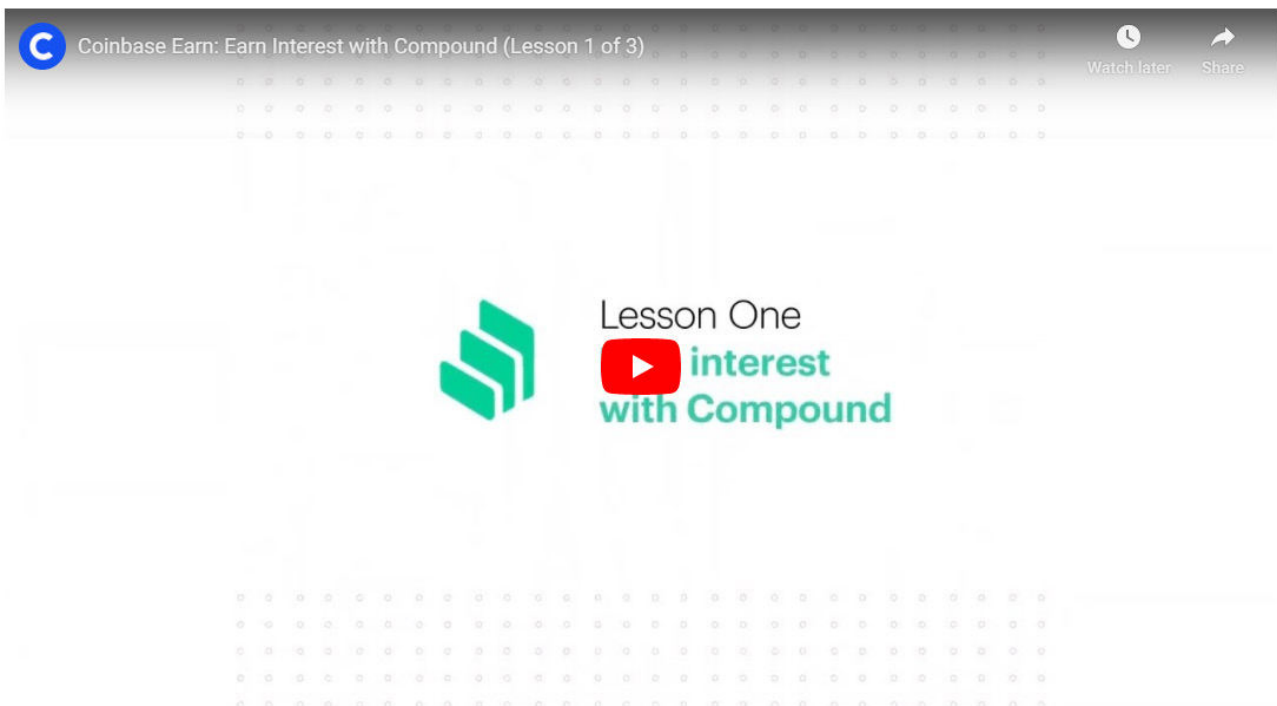 Coinbase Earn: Earn Interest with Compound (Lesson 1 of 3)
Watch later
Share
Lesson One
interest
with Compound